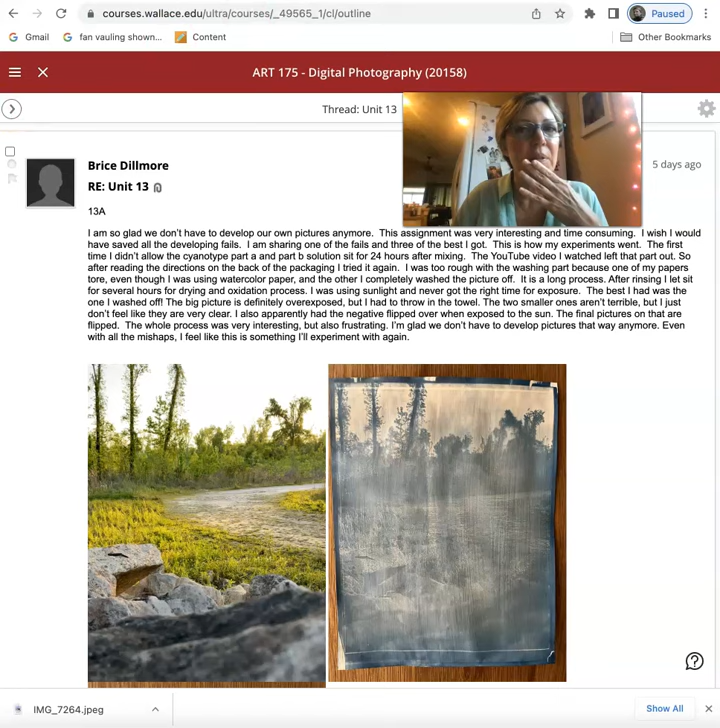 courses.wallace.edu/ultra/courses/_49565_1/cl/outline
Paused
Gmail
fan vauling shown...
Content
Other Bookmarks
ART 175 - Digital Photography (20158)
Thread: Unit 13
Brice Dillmore
5 days ago
RE: Unit 13
13A
I am so glad we don't have to develop our own pictures anymore. This assignment was very interesting and time consuming. I wish I would
have saved all the developing fails. I am sharing one of the fails and three of the best I got. This is how my experiments went. The first
time I didn't allow the cyanotype part a and part b solution sit for 24 hours after mixing. The YouTube video I watched left that part out. So
after reading the directions on the back of the packaging I tried it again. I was too rough with the washing part because one of my papers
tore, even though I was using watercolor paper, and the other I completely washed the picture off. It is a long process. After rinsing I let sit
for several hours for drying and oxidation process. I was using sunlight and never got the right time for exposure. The best I had was the
one I washed off! The big picture is definitely overexposed, but I had to throw in the towel. The two smaller ones aren't terrible, but I just
don't feel like they are very clear. I also apparently had the negative flipped over when exposed to the sun. The final pictures on that are
flipped. The whole process was very interesting, but also frustrating. I'm glad we don't have to develop pictures that way anymore. Even
with all the mishaps, I feel like this is something I'll experiment with again.
IMG_7264.jpeg
Show All